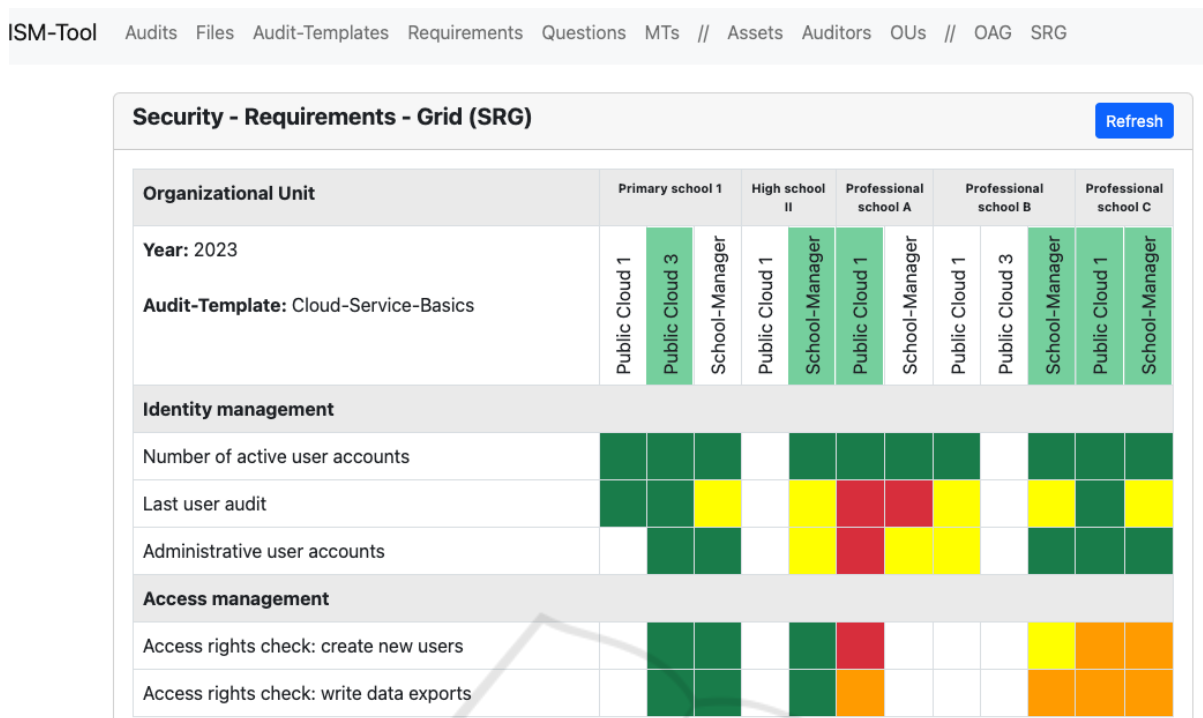 ISM-Tool Audits Files Audit-Templates Requirements Questions MTs // Assets Auditors OUs // OAG SRG
Security - Requirements - Grid (SRG)
Refresh
Organizational Unit
Primary school 1
High school
II
Professional
school A
Professional
school B
Professional
school C
Year: 2023
Audit-Template: Cloud-Service-Basics
Public Cloud 1
Public Cloud 3
School-Manager
Public Cloud 1
School-Manager
Public Cloud 1
School-Manager
Public Cloud 1
Public Cloud 3
School-Manager
Public Cloud 1
School-Manager
Identity management
Number of active user accounts
Last user audit
Administrative user accounts
Access management
Access rights check: create new users
Access rights check: write data exports